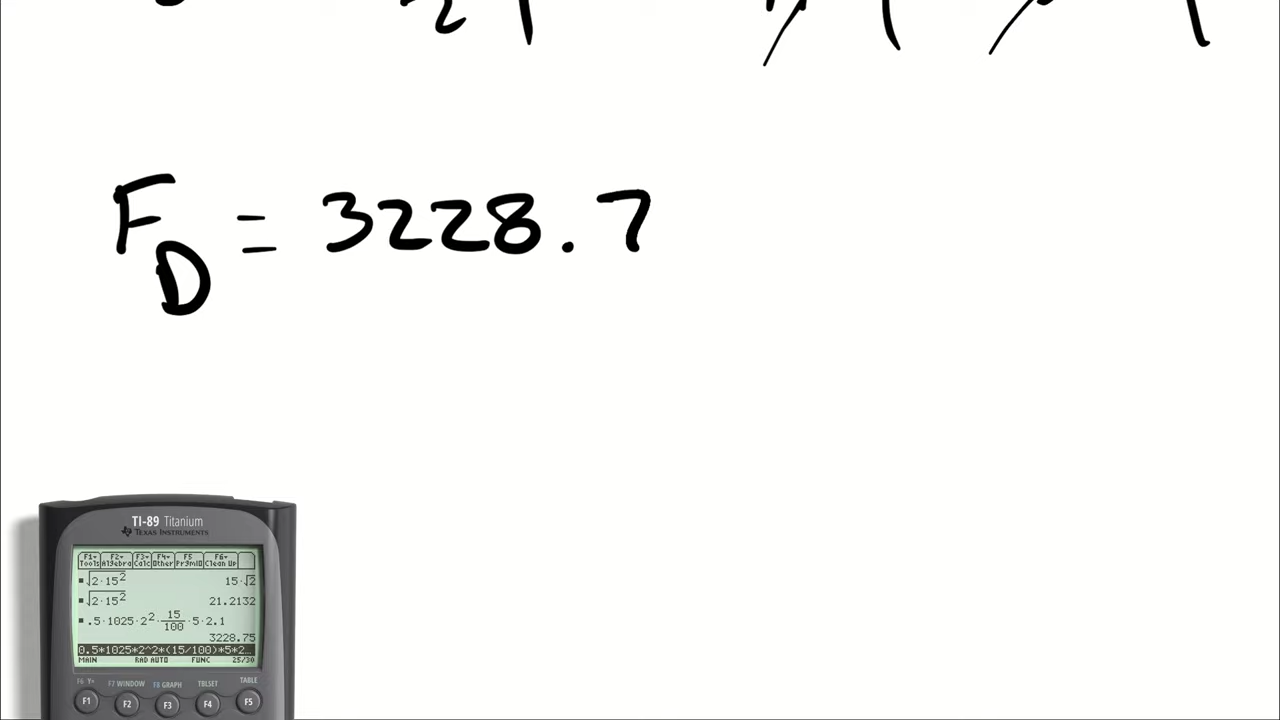 2
F_D = 3228.7
TI-89 Titanium
TEXAS INSTRUMENTS
F1 F2 F3 F4 F5 F6
Tools Algebra Calc Other PrgmIO Clean Up
√2·15² 15·√2
√2·15² 21.2132
.5·1025·2²·15/100·5·2.1
3228.75
0.5*1025*2^2*(15/100)*5*2...
MAIN RAD AUTO FUNC 25/30
F6 Y= F7 WINDOW F8 GRAPH TBLSET TABLE
F1 F2 F3 F4 F5